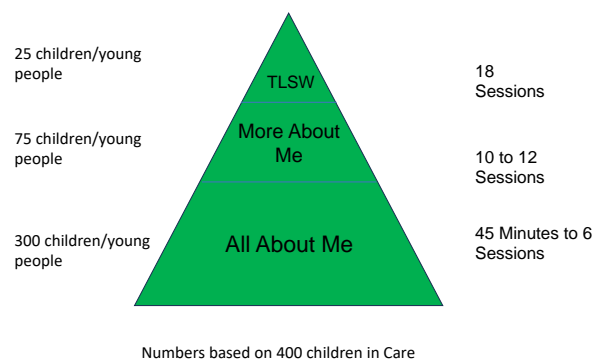 25 children/young
people
TLSW
18
Sessions
75 children/young
people
More About
Me
10 to 12
Sessions
300 children/young
people
All About Me
45 Minutes to 6
Sessions
Numbers based on 400 children in Care